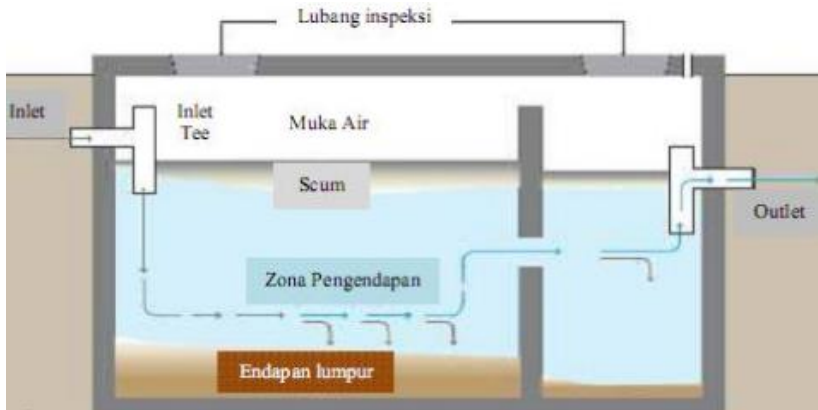 Lubang inspeksi
Inlet
Inlet
Tee
Muka Air
Scum
Outlet
Zona Pengendapan
Endapan lumpur